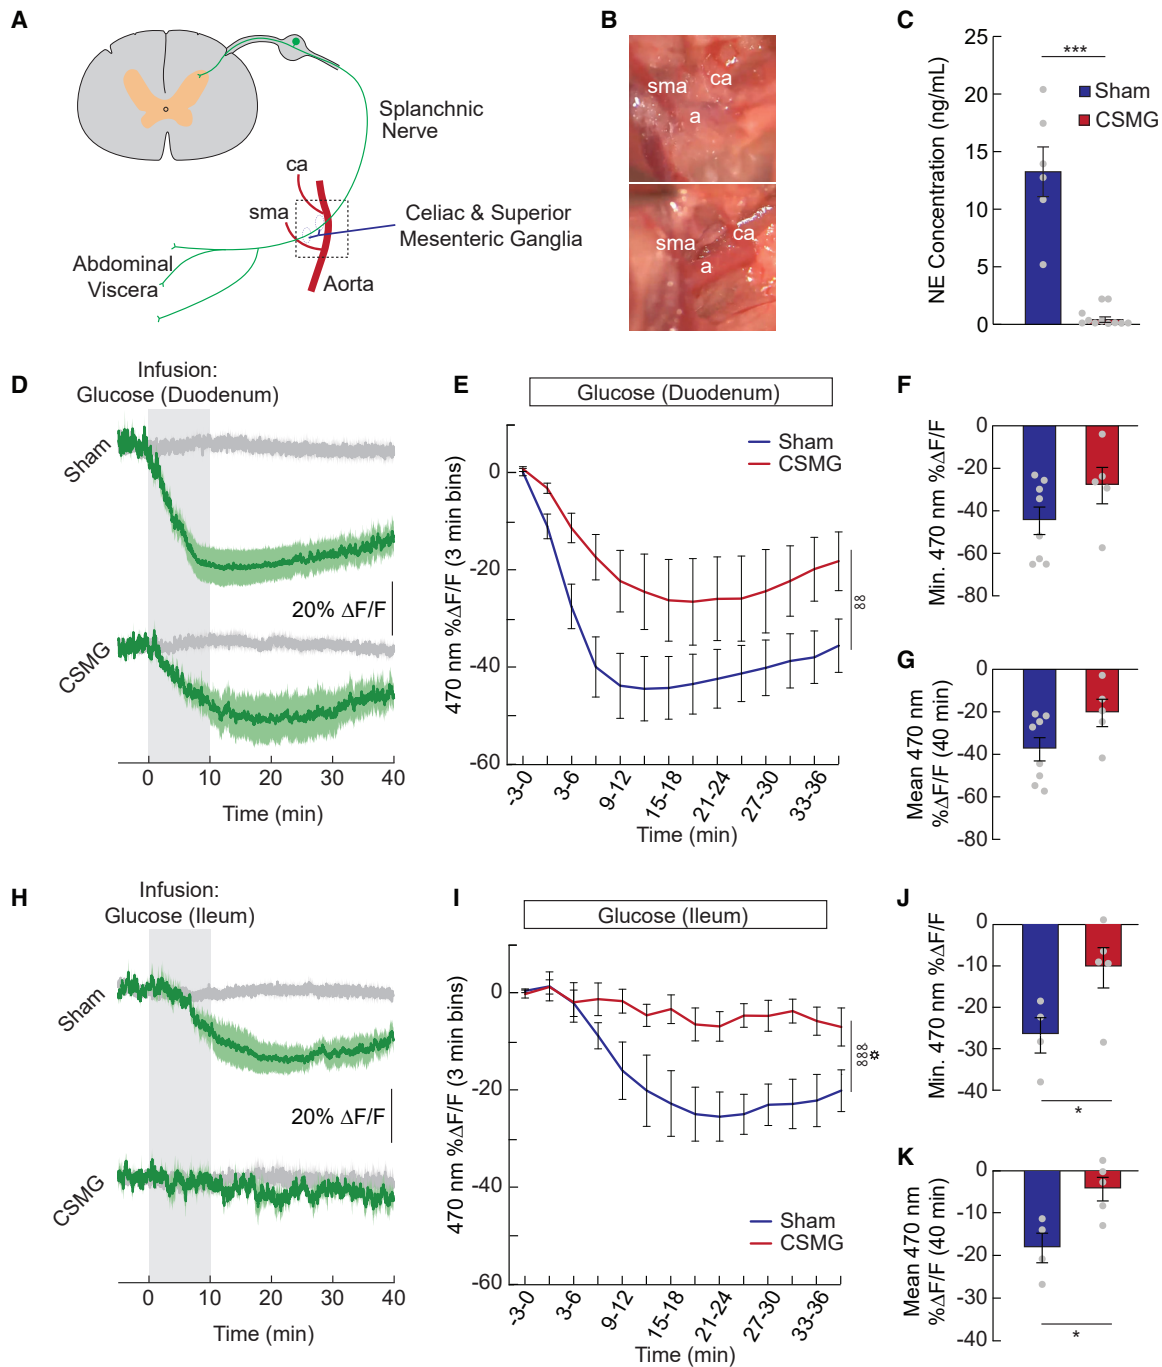 A
Splanchnic
Nerve
ca
sma
Celiac & Superior
Mesenteric Ganglia
Abdominal
Viscera
Aorta
B
sma
ca
a
sma
ca
a
C
NE Concentration (ng/mL)
25
20
15
10
5
0
***
Sham
CSMG
D
Infusion:
Glucose (Duodenum)
Sham
20% ΔF/F
CSMG
0
10
20
30
40
Time (min)
E
Glucose (Duodenum)
470 nm %ΔF/F (3 min bins)
0
-20
-40
-60
Sham
CSMG
∞∞
-3-0
3-6
9-12
15-18
21-24
27-30
33-36
Time (min)
F
Min. 470 nm %ΔF/F
0
-20
-40
-60
-80
G
Mean 470 nm
%ΔF/F (40 min)
0
-20
-40
-60
-80
H
Infusion:
Glucose (Ileum)
Sham
20% ΔF/F
CSMG
0
10
20
30
40
Time (min)
I
Glucose (Ileum)
470 nm %ΔF/F (3 min bins)
0
-20
-40
-60
∞∞∞
☼
Sham
CSMG
-3-0
3-6
9-12
15-18
21-24
27-30
33-36
Time (min)
J
Min. 470 nm %ΔF/F
0
-10
-20
-30
-40
*
K
Mean 470 nm
%ΔF/F (40 min)
0
-10
-20
-30
-40
*